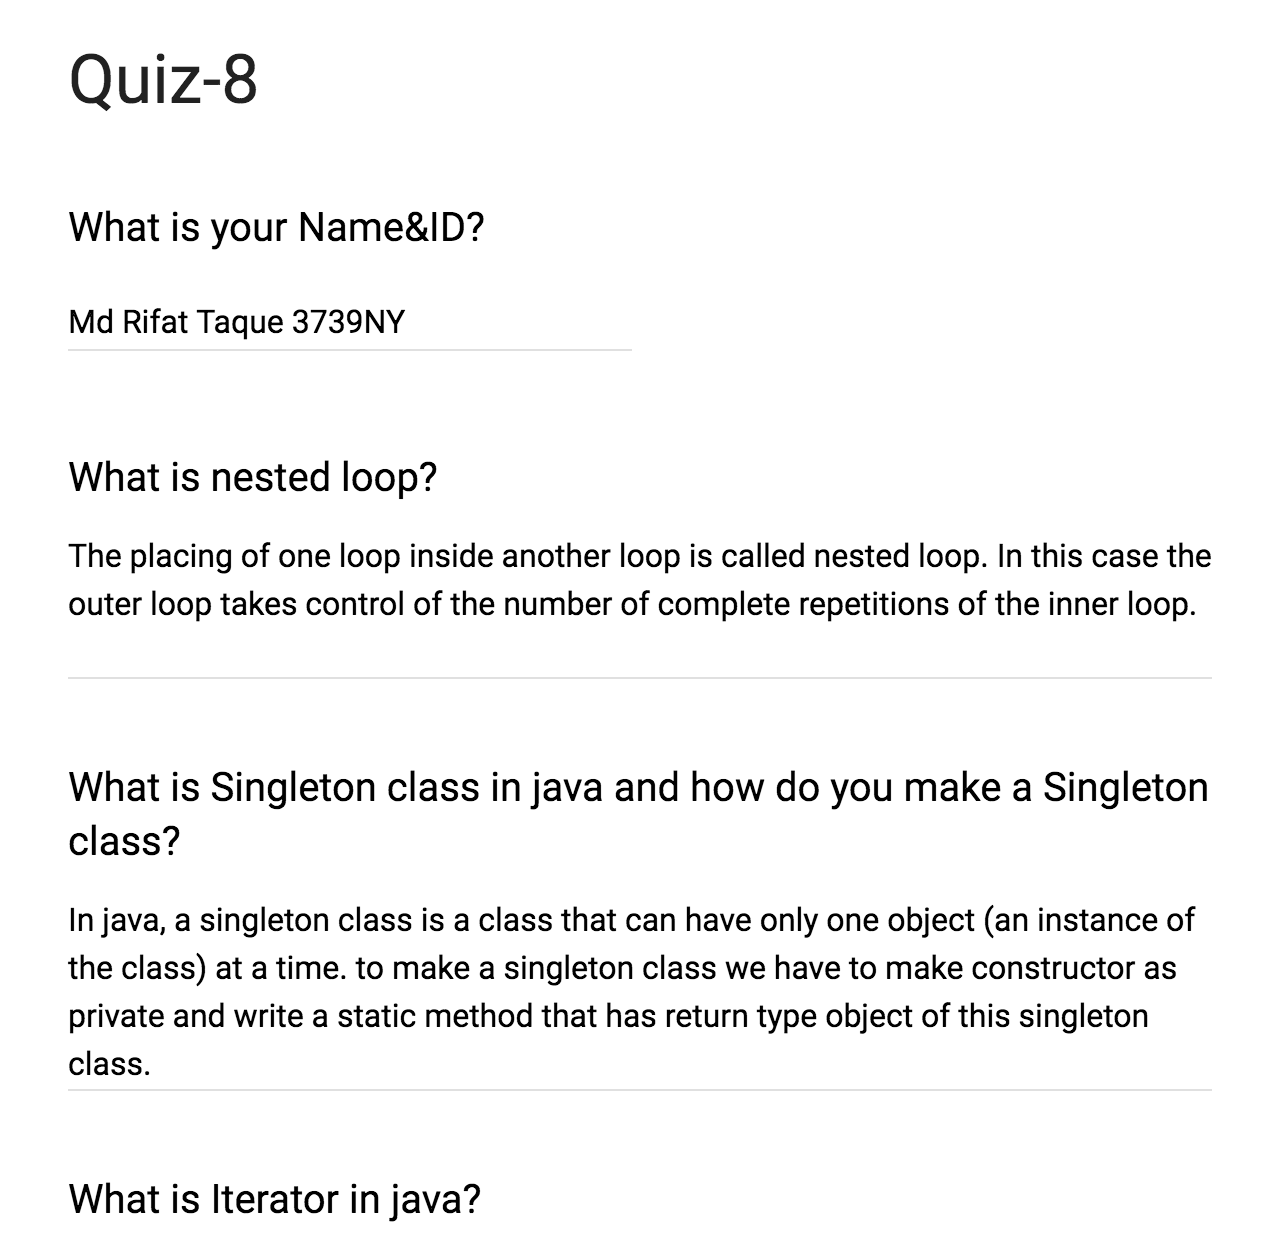 Quiz-8
What is your Name&ID?
Md Rifat Taque 3739NY
What is nested loop?
The placing of one loop inside another loop is called nested loop. In this case the
outer loop takes control of the number of complete repetitions of the inner loop.
What is Singleton class in java and how do you make a Singleton
class?
In java, a singleton class is a class that can have only one object (an instance of
the class) at a time. to make a singleton class we have to make constructor as
private and write a static method that has return type object of this singleton
class.
What is Iterator in java?